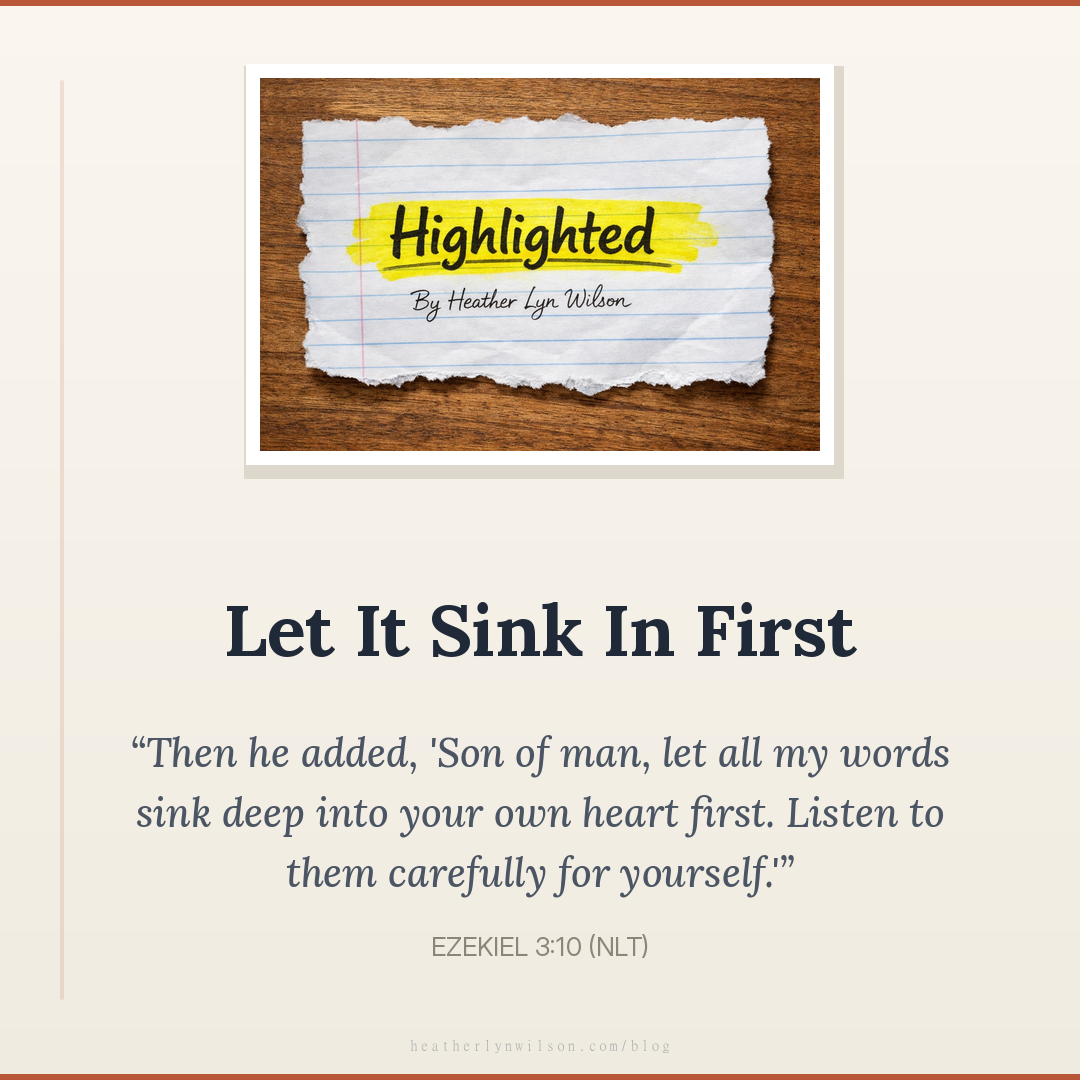 Highlighted
By Heather Lyn Wilson
Let It Sink In First
“Then he added, 'Son of man, let all my words
sink deep into your own heart first. Listen to
them carefully for yourself.'”
EZEKIEL 3:10 (NLT)
heatherlynwilson.com/blog